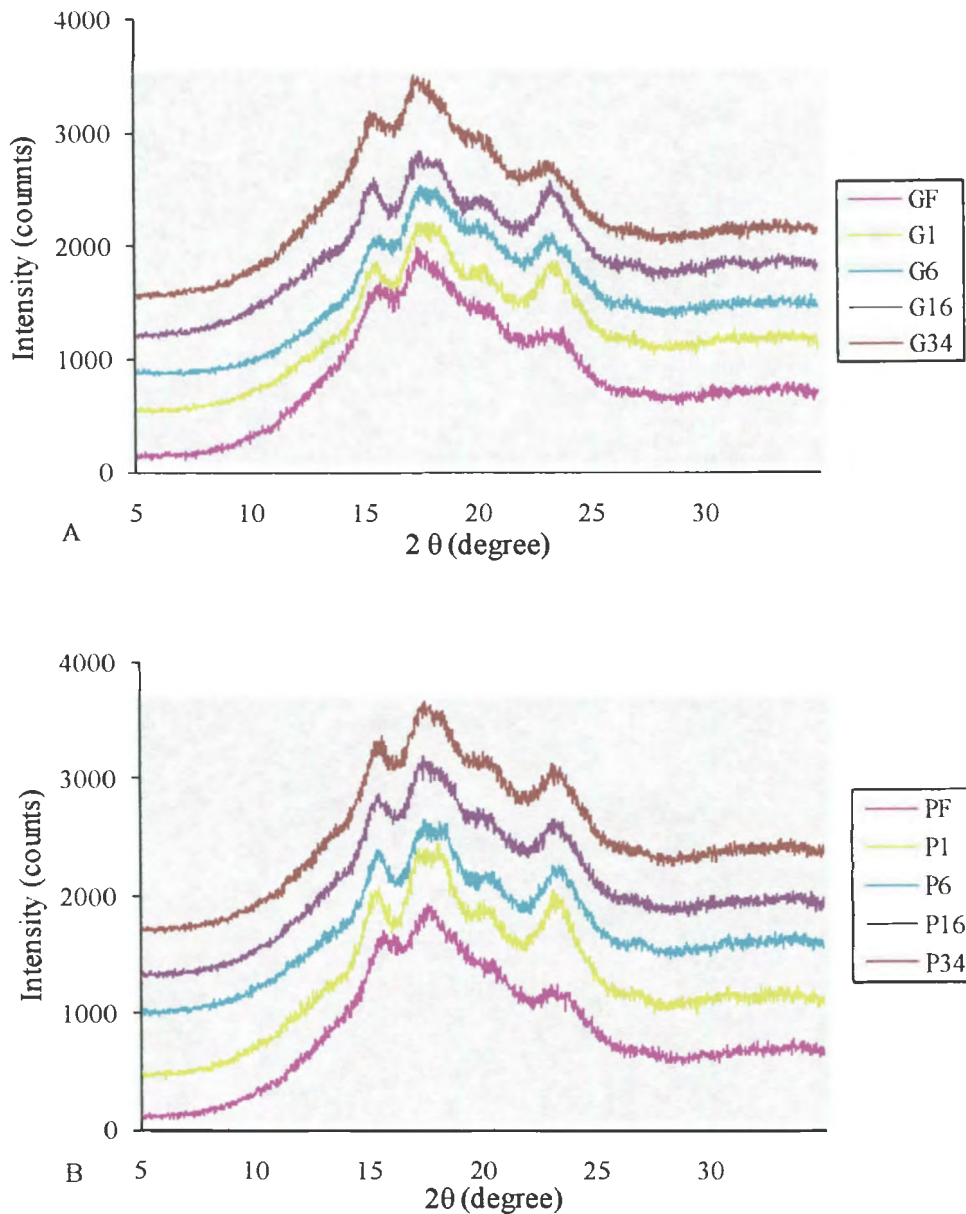 4000
3000
2000
1000
0
Intensity (counnts)
5
10
15
20
25
30
2 θ (degree)
A
GF
G1
G6
G16
G34
4000
3000
2000
1000
0
Intensity (counts)
5
10
15
20
25
30
2θ (degree)
B
PF
P1
P6
P16
P34